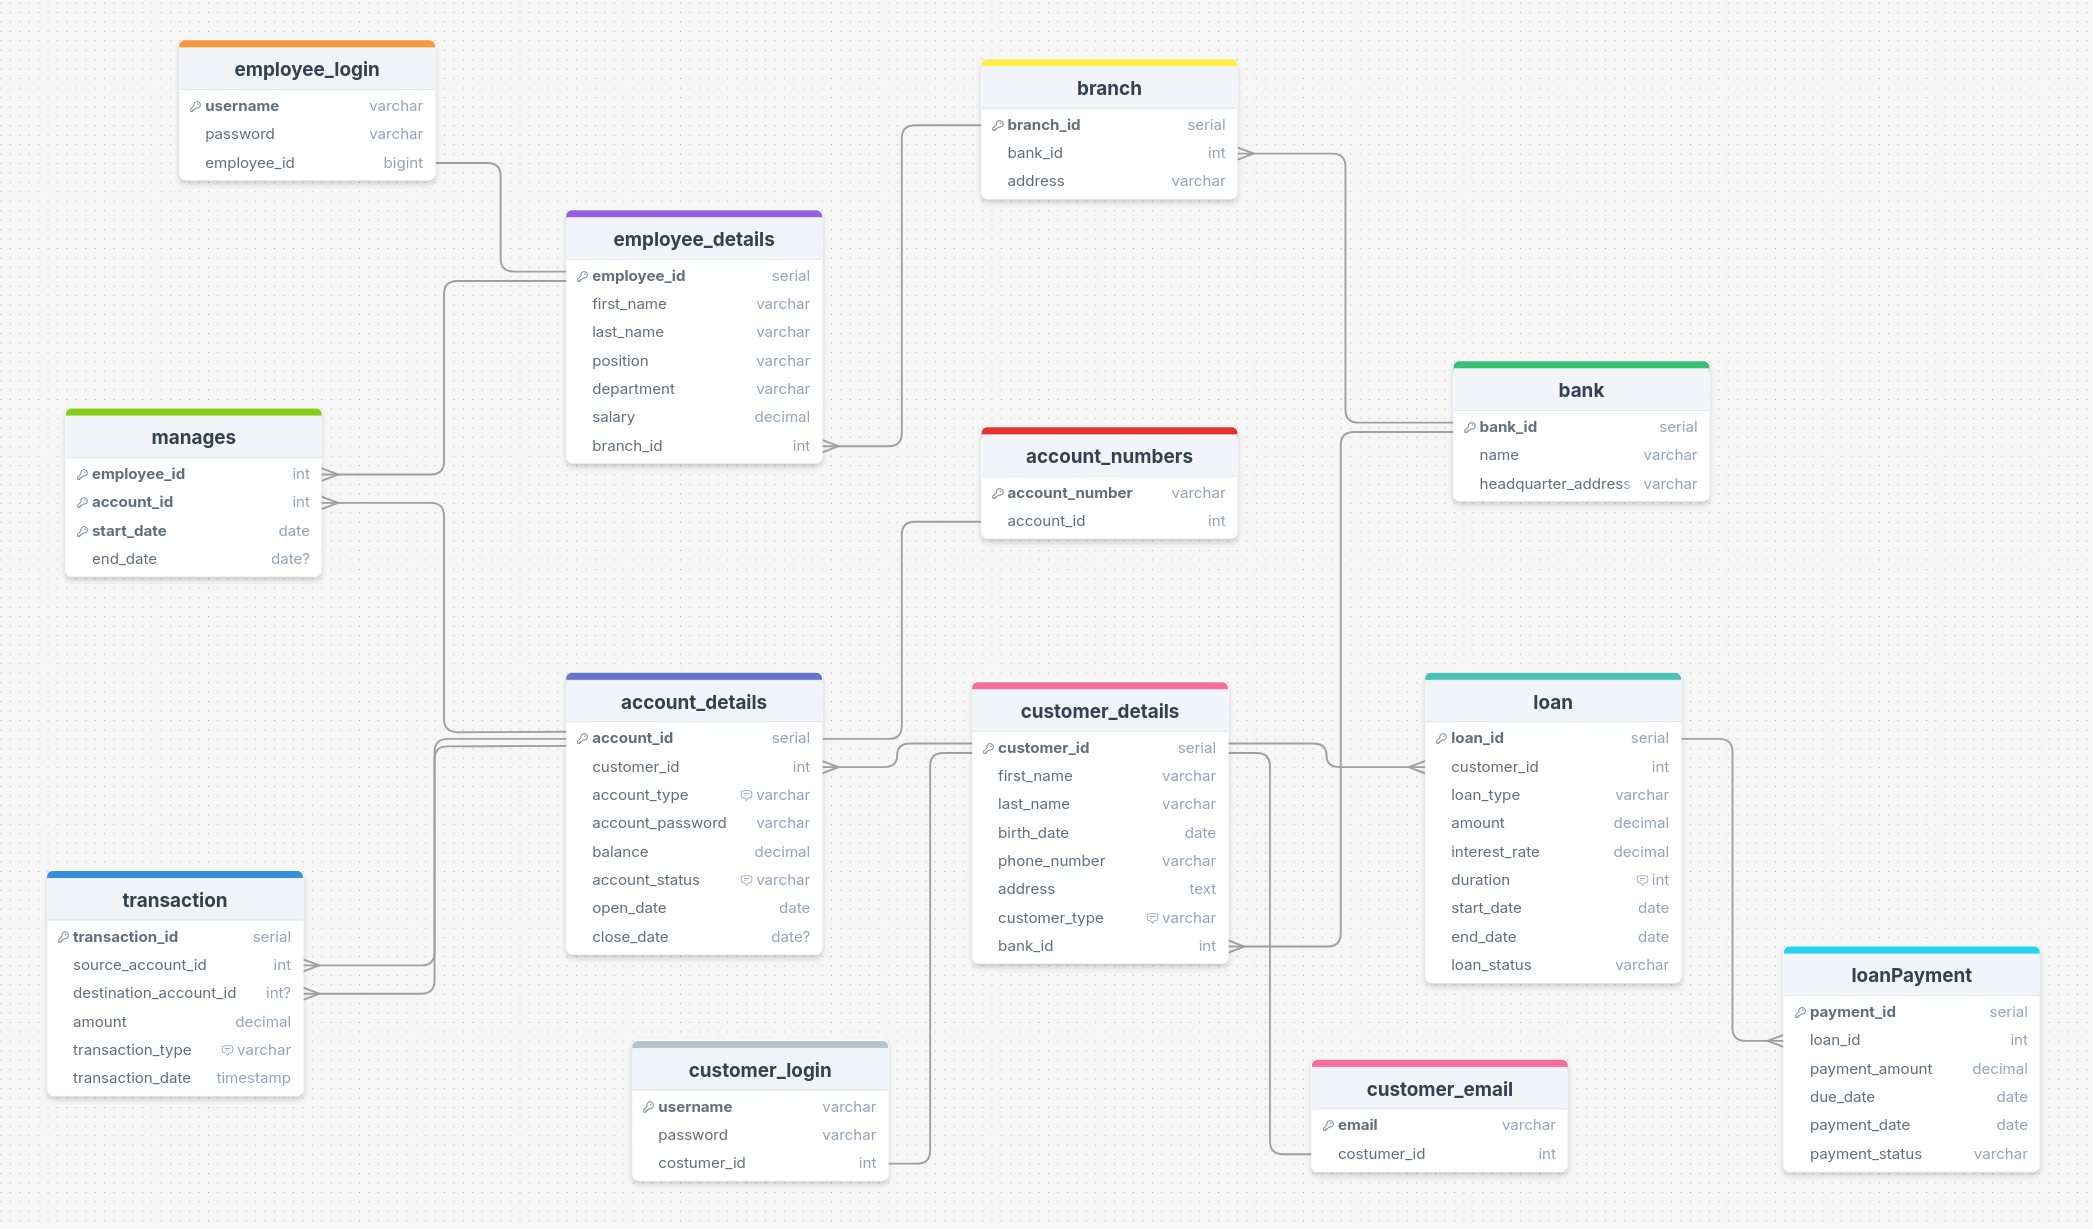 employee_login
username varchar
password varchar
employee_id bigint
branch
branch_id serial
bank_id int
address varchar
employee_details
employee_id serial
first_name varchar
last_name varchar
position varchar
department varchar
salary decimal
branch_id int
bank
bank_id serial
name varchar
headquarter_address varchar
manages
employee_id int
account_id int
start_date date
end_date date?
account_numbers
account_number varchar
account_id int
account_details
account_id serial
customer_id int
account_type varchar
account_password varchar
balance decimal
account_status varchar
open_date date
close_date date?
customer_details
customer_id serial
first_name varchar
last_name varchar
birth_date date
phone_number varchar
address text
customer_type varchar
bank_id int
loan
loan_id serial
customer_id int
loan_type varchar
amount decimal
interest_rate decimal
duration int
start_date date
end_date date
loan_status varchar
transaction
transaction_id serial
source_account_id int
destination_account_id int?
amount decimal
transaction_type varchar
transaction_date timestamp
loanPayment
payment_id serial
loan_id int
payment_amount decimal
due_date date
payment_date date
payment_status varchar
customer_login
username varchar
password varchar
costumer_id int
customer_email
email varchar
costumer_id int